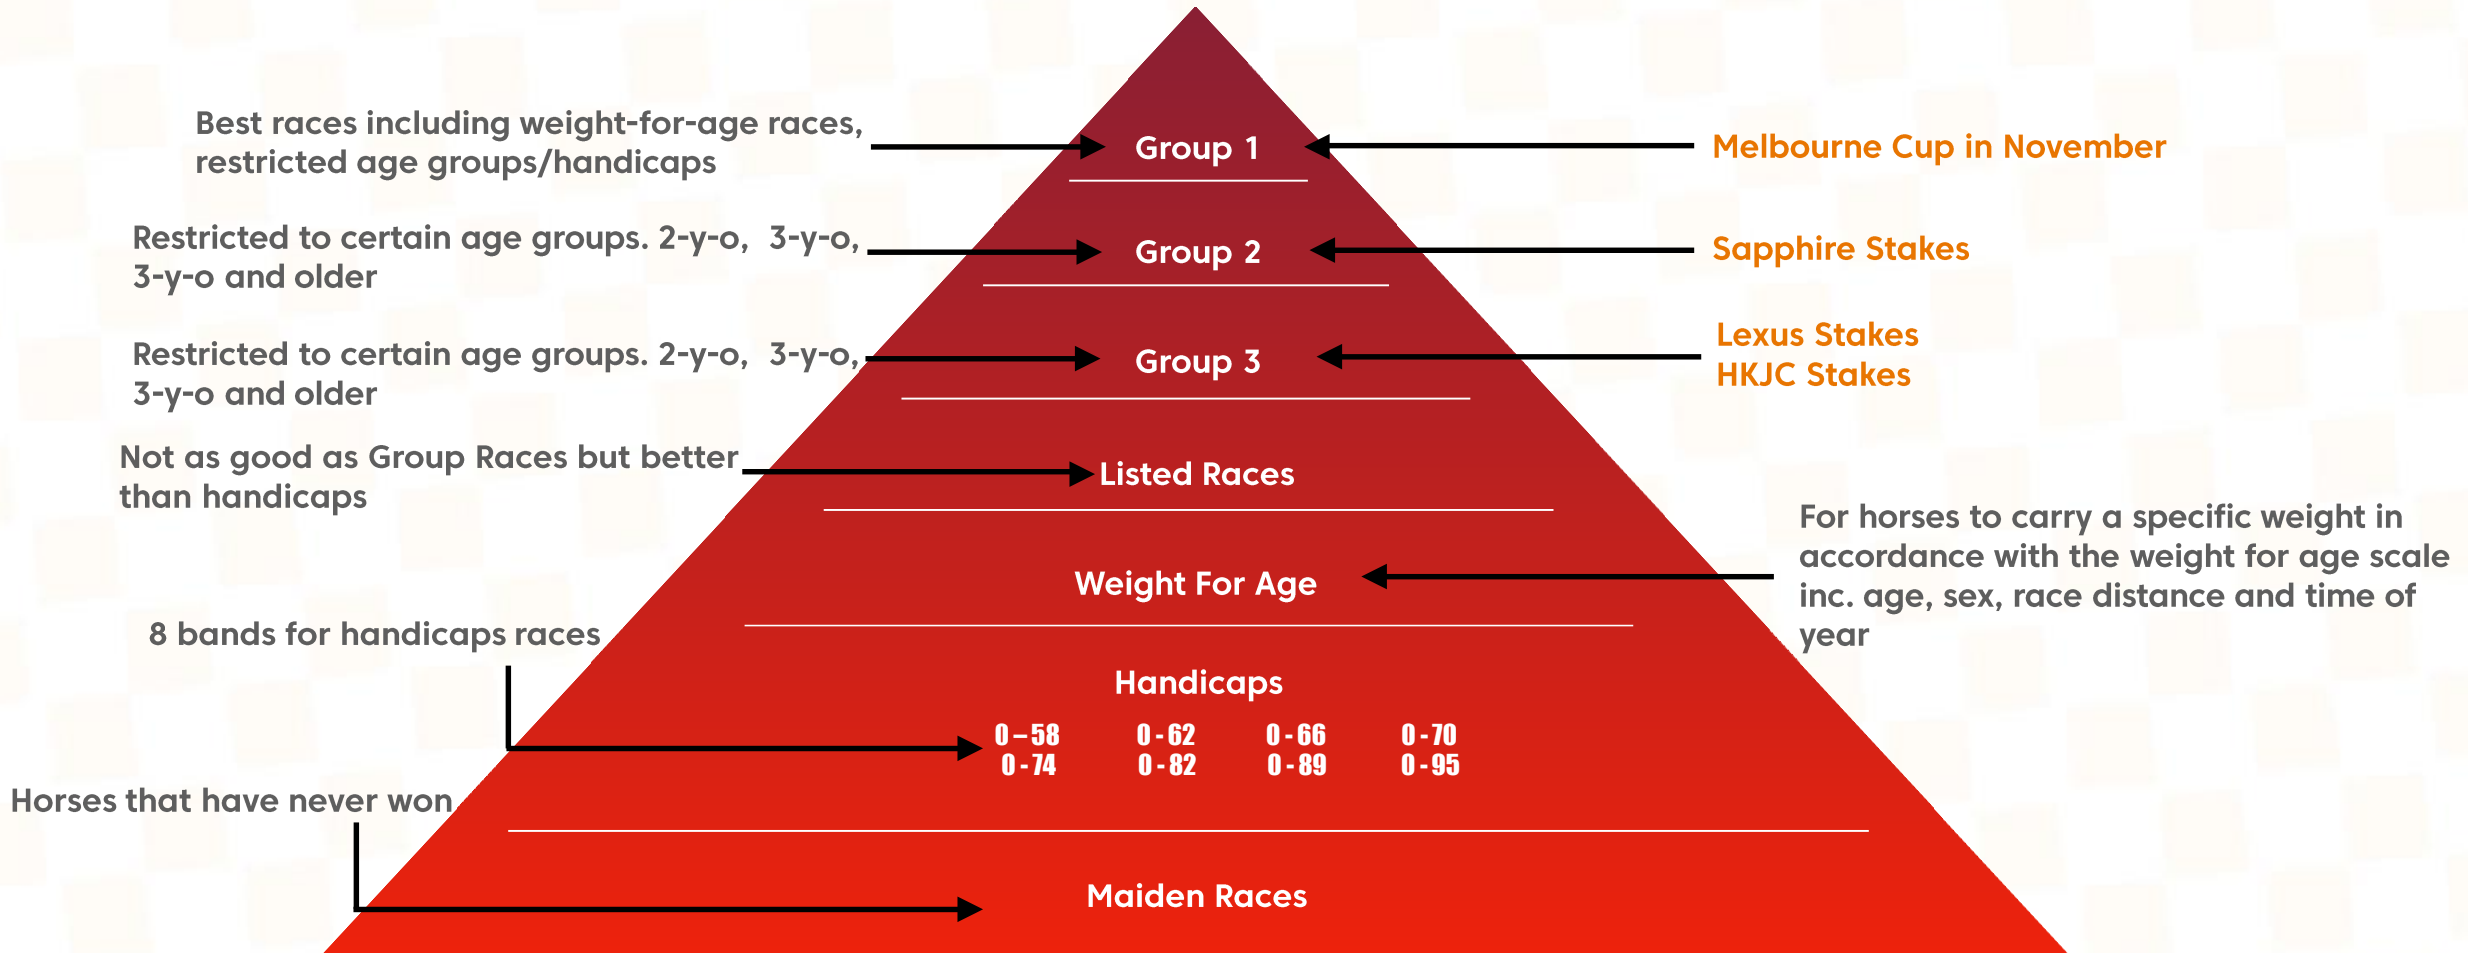 Best races including weight-for-age races,
restricted age groups/handicaps
Group 1
Melbourne Cup in November
Restricted to certain age groups. 2-y-o,  3-y-o,
3-y-o and older
Group 2
Sapphire Stakes
Restricted to certain age groups. 2-y-o,  3-y-o,
3-y-o and older
Group 3
Lexus Stakes
HKJC Stakes
Not as good as Group Races but better
than handicaps
Listed Races
Weight For Age
For horses to carry a specific weight in
accordance with the weight for age scale
inc. age, sex, race distance and time of
year
8 bands for handicaps races
Handicaps
0 – 58 0 - 62 0 - 66 0 - 70
0 - 74 0 - 82 0 - 89 0 - 95
Horses that have never won
Maiden Races